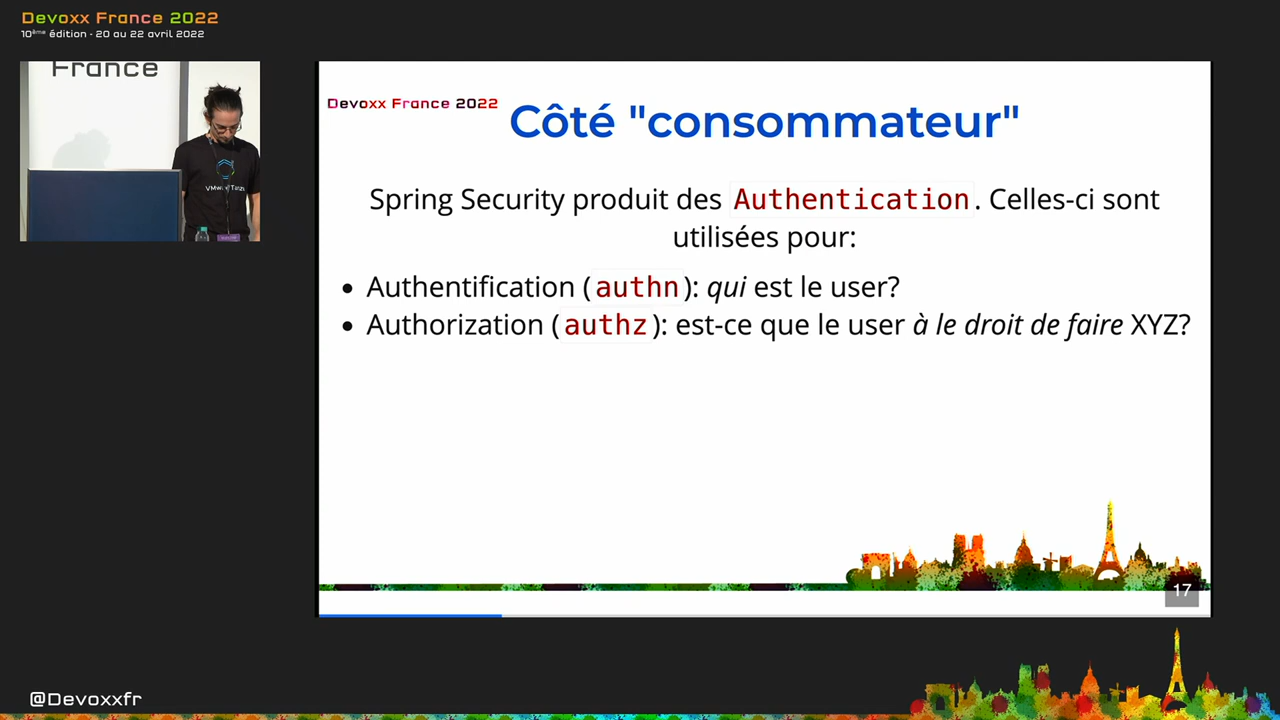 Devoxx France 2022
10ème édition - 20 au 22 avril 2022
France
Devoxx France 2022
Côté "consommateur"
Spring Security produit des Authentication. Celles-ci sont
utilisées pour:
• Authentification (authn): qui est le user?
• Authorization (authz): est-ce que le user à le droit de faire XYZ?
17
@Devoxxfr